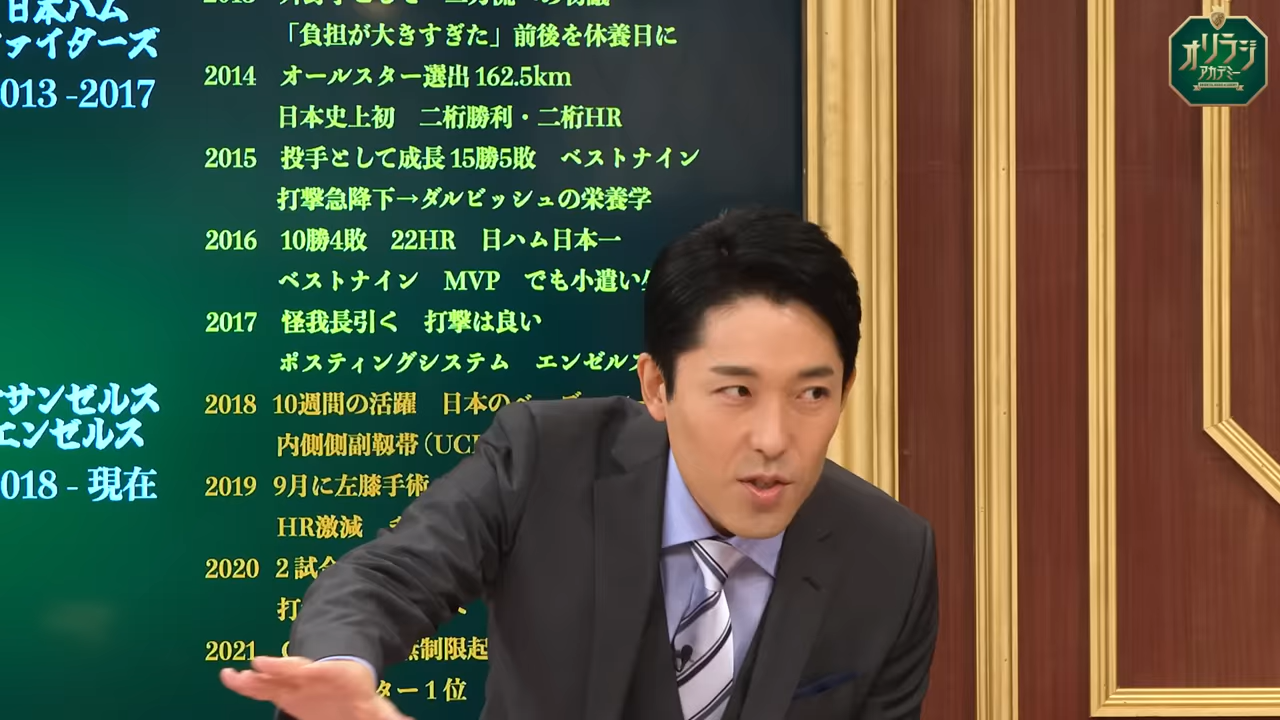 日本ハム
ファイターズ
2013 -2017
「負担が大きすぎた」前後を休養日に
2014 オールスター選出 162.5km
日本史上初 二桁勝利・二桁HR
2015 投手として成長 15勝5敗 ベストナイン
打撃急降下→ダルビッシュの栄養学
2016 10勝4敗 22HR 日ハム日本一
ベストナイン MVP でも小遣い
2017 怪我長引く 打撃は良い
ポスティングシステム エンゼルス
サンゼルス
エンゼルス
018 - 現在
2018 10週間の活躍 日本の
内側側副靱帯（UC
2019 9月に左膝手術
HR激減
2020 2試合
打
2021
制限起
ター1位
オリラジ
アカデミー